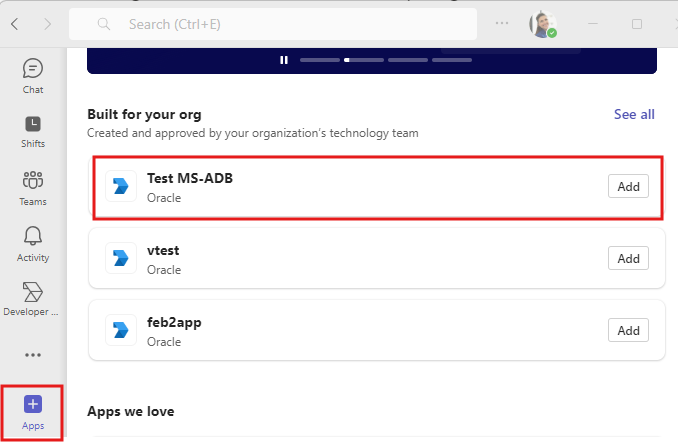 Search (Ctrl+E)
Chat
Shifts
Teams
Activity
Developer ...
Apps
Built for your org
See all
Created and approved by your organization's technology team
Test MS-ADB
Oracle
Add
vtest
Oracle
Add
feb2app
Oracle
Add
Apps we love